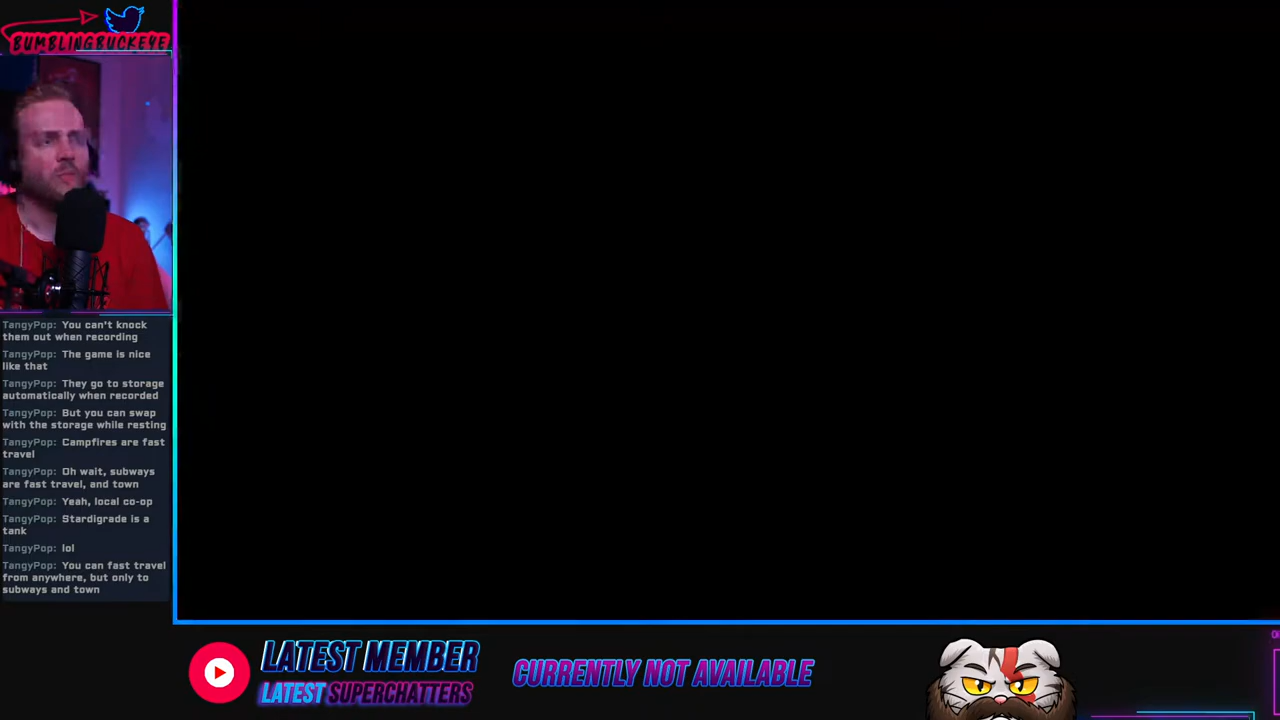 BUMBLINGBUCKEYE
TangyPop: You can't knock
them out when recording
TangyPop: The game is nice
like that
TangyPop: They go to storage
automatically when recorded
TangyPop: But you can swap
with the storage while resting
TangyPop: Campfires are fast
travel
TangyPop: Oh wait, subways
are fast travel, and town
TangyPop: Yeah, local co-op
TangyPop: Stardigrade is a
tank
TangyPop: lol
TangyPop: You can fast travel
from anywhere, but only to
subways and town
LATEST MEMBER
LATEST SUPERCHATTERS
CURRENTLY NOT AVAILABLE